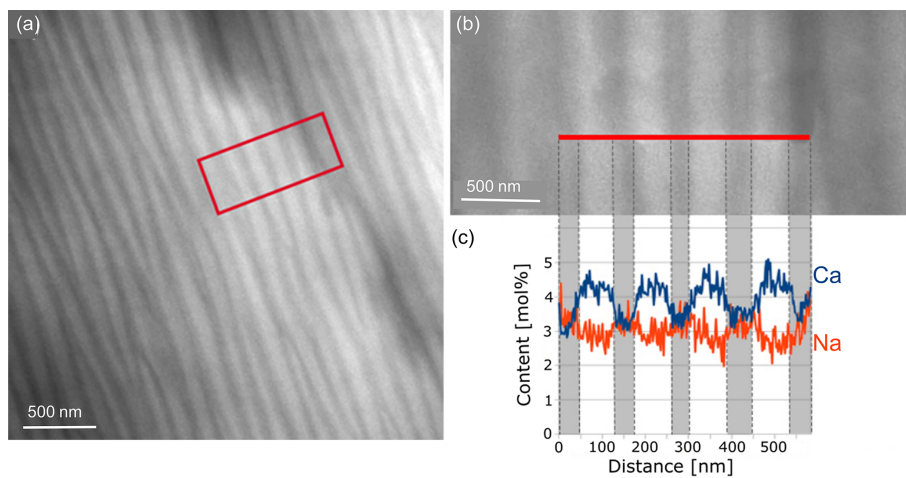 (a)
500 nm
(b)
500 nm
(c)
Content [mol%]
5
4
3
2
1
0
Ca
Na
0 100 200 300 400 500
Distance [nm]